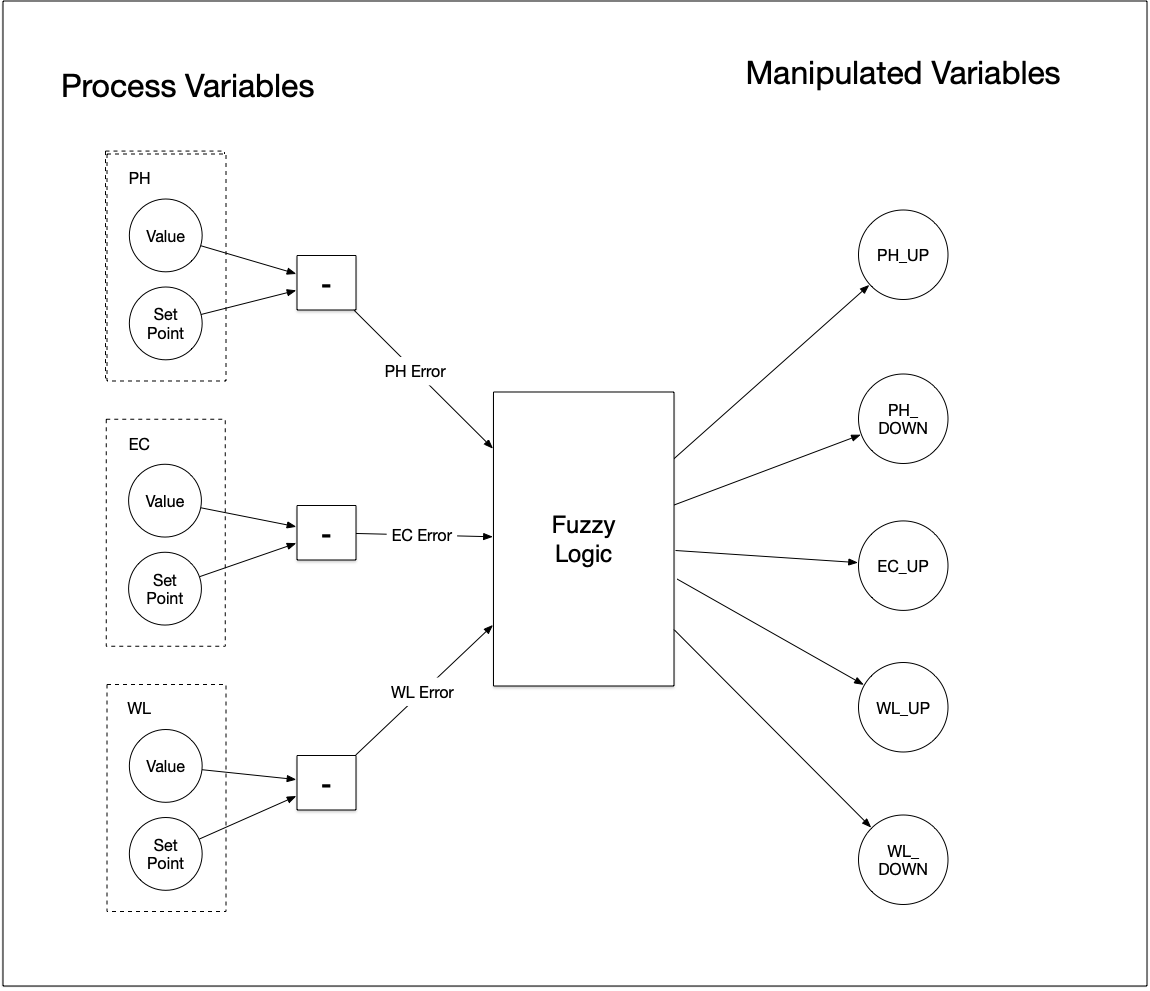 Process Variables
Manipulated Variables
PH
Value
Set
Point
-
PH Error
EC
Value
Set
Point
-
EC Error
WL
Value
Set
Point
-
WL Error
Fuzzy
Logic
PH_UP
PH_
DOWN
EC_UP
WL_UP
WL_
DOWN